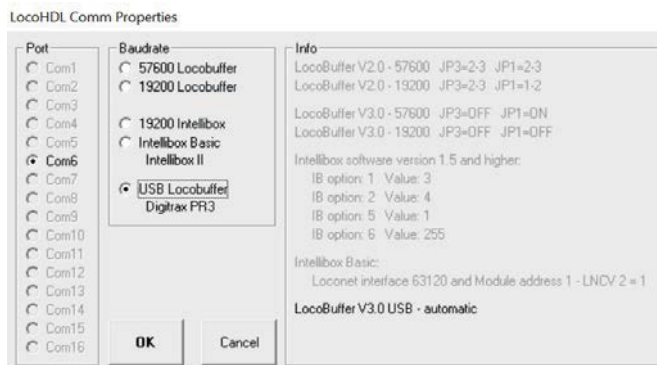 LocoHDL Comm Properties
Port
Com1
Com2
Com3
Com4
Com5
Com6
Com7
Com8
Com9
Com10
Com11
Com12
Com13
Com14
Com15
Com16
Baudrate
57600 Locobuffer
19200 Locobuffer
19200 Intellibox
Intellibox Basic
Intellibox II
USB Locobuffer
Digitrax PR3
OK
Cancel
Info
LocoBuffer V2.0 - 57600 JP3=2-3 JP1=2-3
LocoBuffer V2.0 - 19200 JP3=2-3 JP1=1-2
LocoBuffer V3.0 - 57600 JP3=OFF JP1=ON
LocoBuffer V3.0 - 19200 JP3=OFF JP1=OFF
Intellibox software version 1.5 and higher:
IB option: 1 Value: 3
IB option: 2 Value: 4
IB option: 5 Value: 1
IB option: 6 Value: 255
Intellibox Basic:
Loconet interface 63120 and Module address 1 - LNCV 2 = 1
LocoBuffer V3.0 USB - automatic